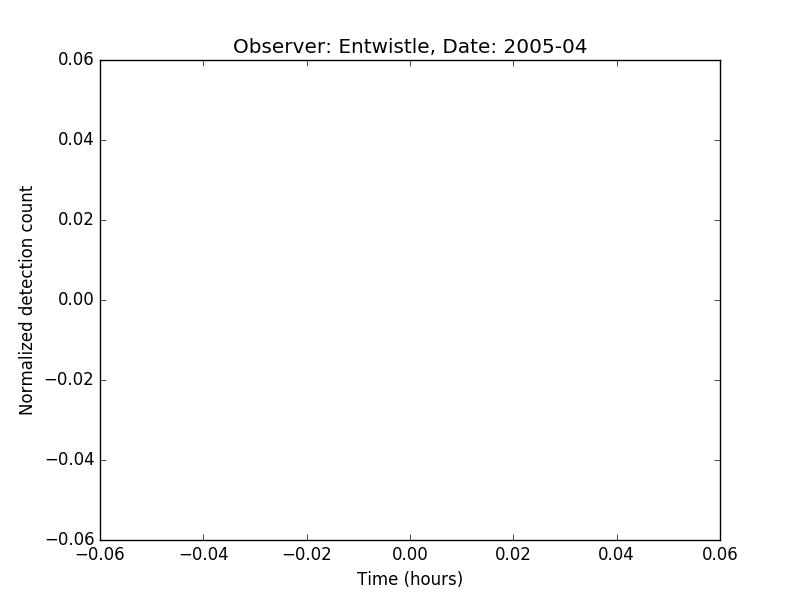 Observer: Entwistle, Date: 2005-04
0.06
0.04
0.02
0.00
−0.02
−0.04
−0.06
Normalized detection count
−0.06 −0.04 −0.02 0.00 0.02 0.04 0.06
Time (hours)